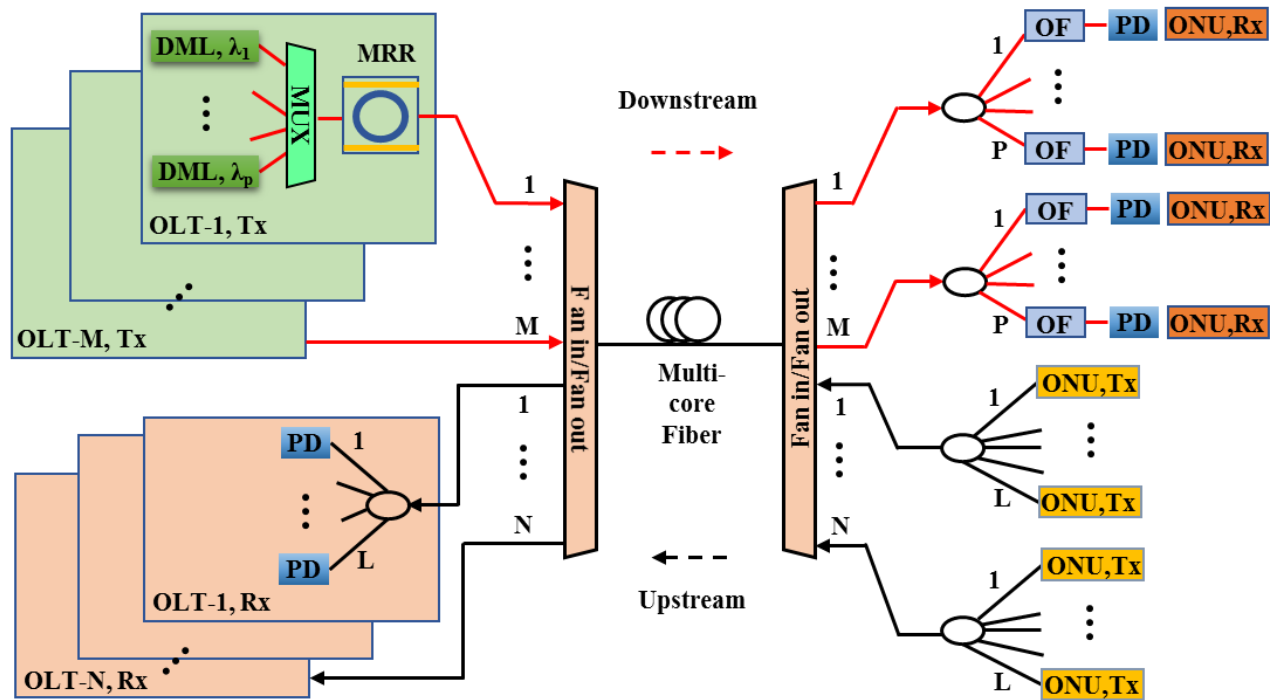 DML, λ1
MUX
MRR
DML, λp
OLT-1, Tx
OLT-M, Tx
1
M
Fan in/Fan out
1
N
Downstream
Multi-
core
Fiber
Upstream
Fan in/Fan out
1
M
1
N
1
OF
PD
ONU,Rx
P
OF
PD
ONU,Rx
1
OF
PD
ONU,Rx
P
OF
PD
ONU,Rx
1
ONU,Tx
L
ONU,Tx
1
ONU,Tx
L
ONU,Tx
PD
1
PD
L
OLT-1, Rx
OLT-N, Rx